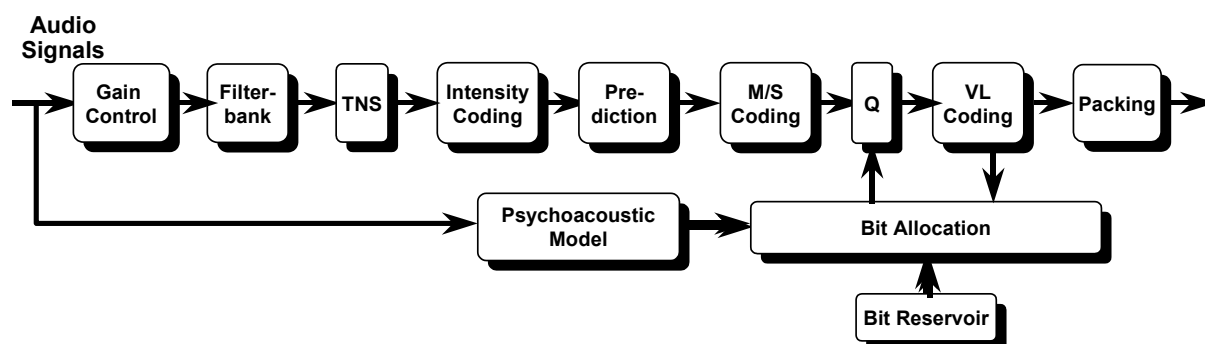 Audio
Signals
Gain
Control
Filter-
bank
TNS
Intensity
Coding
Pre-
diction
M/S
Coding
Q
VL
Coding
Packing
Psychoacoustic
Model
Bit Allocation
Bit Reservoir